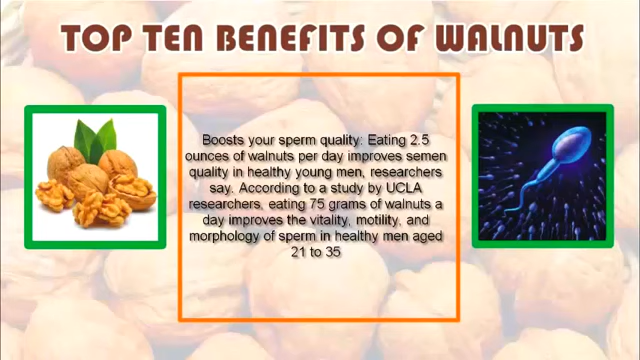 TOP TEN BENEFITS OF WALNUTS
Boosts your sperm quality: Eating 2.5
ounces of walnuts per day improves semen
quality in healthy young men, researchers
say. According to a study by UCLA
researchers, eating 75 grams of walnuts a
day improves the vitality, motility, and
morphology of sperm in healthy men aged
21 to 35